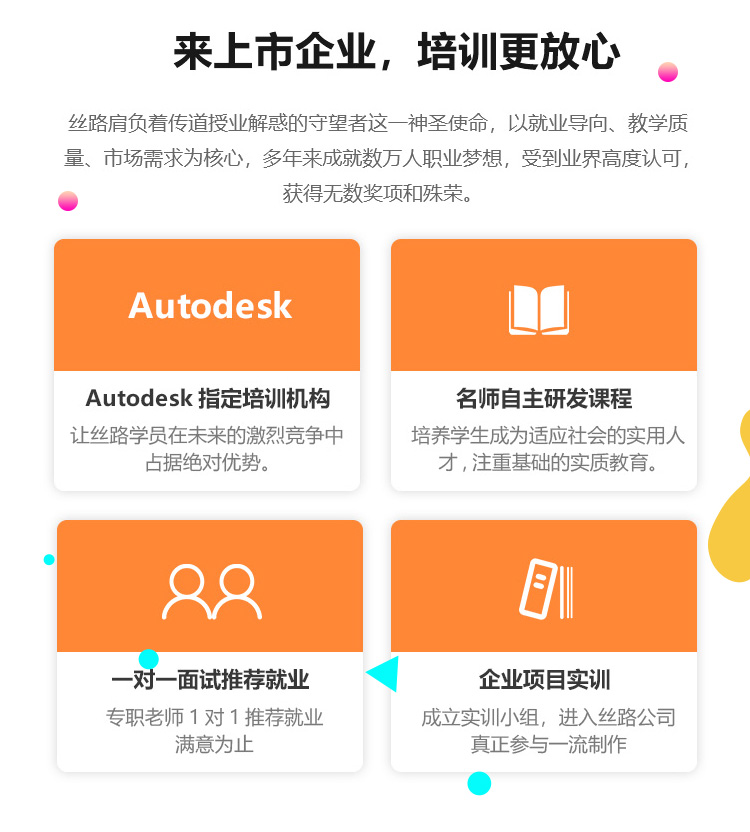 来上市企业，培训更放心
丝路肩负着传道授业解惑的守望者这一神圣使命，以就业导向、教学质
量、市场需求为核心，多年来成就数万人职业梦想，受到业界高度认可，
获得无数奖项和殊荣。
Autodesk
Autodesk 指定培训机构
让丝路学员在未来的激烈竞争中
占据绝对优势。
名师自主研发课程
培养学生成为适应社会的实用人
才，注重基础的实质教育。
一对一面试推荐就业
专职老师 1 对 1 推荐就业
满意为止
企业项目实训
成立实训小组，进入丝路公司
真正参与一流制作